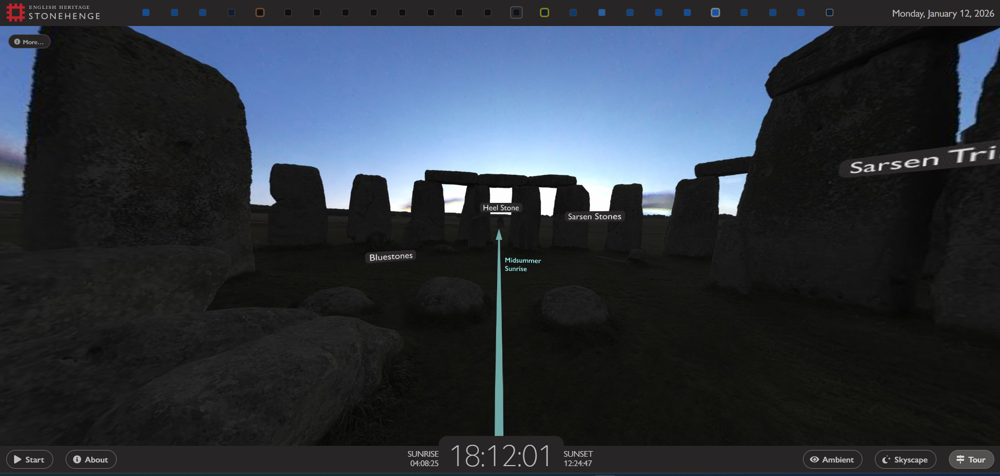 ENGLISH HERITAGE
STONEHENGE
Monday, January 12, 2026
More...
Sarsen Tri
Heel Stone
Sarsen Stones
Bluestones
Midsummer
Sunrise
Start
About
SUNRISE
04:08:25
18:12:01
SUNSET
12:24:47
Ambient
Skyscape
Tour